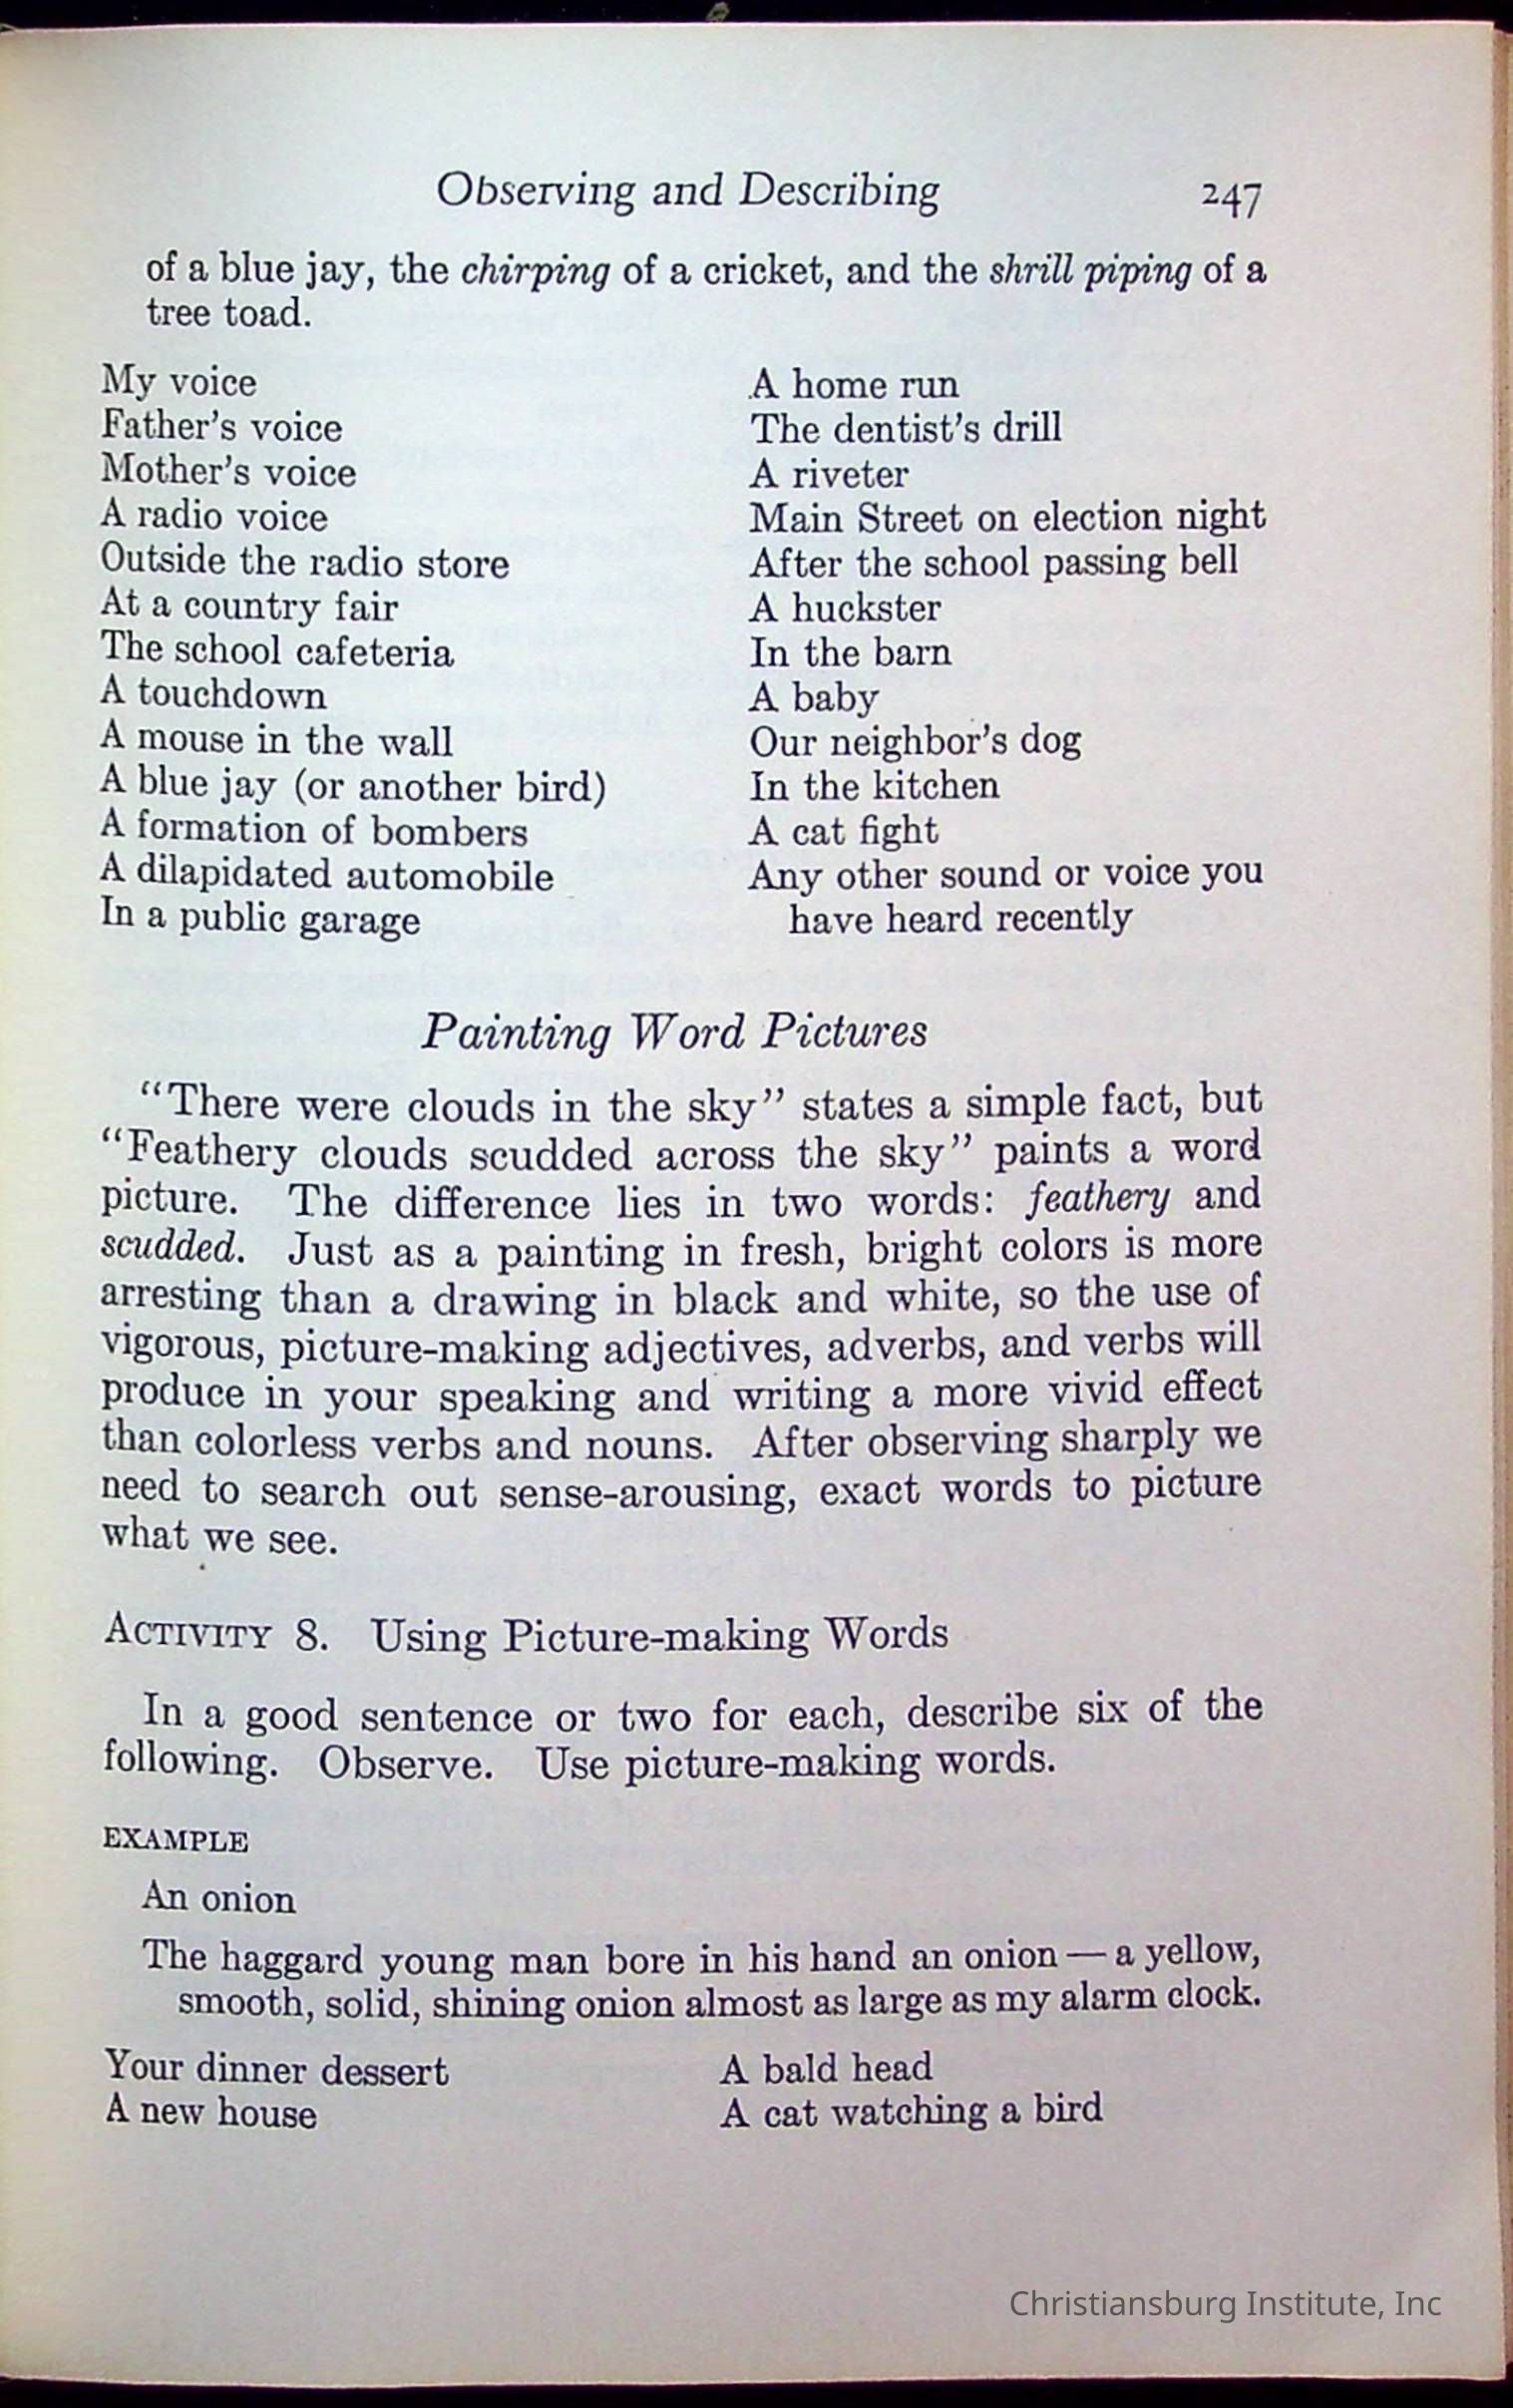 Observing and Describing 247
of a blue jay, the chirping of a cricket, and the shrill piping of a
tree toad.
My voice
Father's voice
Mother's voice
A radio voice
Outside the radio store
At a country fair
The school cafeteria
A touchdown
A mouse in the wall
A blue jay (or another bird)
A formation of bombers
A dilapidated automobile
In a public garage
A home run
The dentist's drill
A riveter
Main Street on election night
After the school passing bell
A huckster
In the barn
A baby
Our neighbor's dog
In the kitchen
A cat fight
Any other sound or voice you
have heard recently
Painting Word Pictures
“There were clouds in the sky” states a simple fact, but
“Feathery clouds scudded across the sky” paints a word
picture. The difference lies in two words: feathery and
scudded. Just as a painting in fresh, bright colors is more
arresting than a drawing in black and white, so the use of
vigorous, picture-making adjectives, adverbs, and verbs will
produce in your speaking and writing a more vivid effect
than colorless verbs and nouns. After observing sharply we
need to search out sense-arousing, exact words to picture
what we see.
ACTIVITY 8. Using Picture-making Words
In a good sentence or two for each, describe six of the
following. Observe. Use picture-making words.
EXAMPLE
An onion
The haggard young man bore in his hand an onion — a yellow,
smooth, solid, shining onion almost as large as my alarm clock.
Your dinner dessert
A new house
A bald head
A cat watching a bird
Christiansburg Institute, Inc